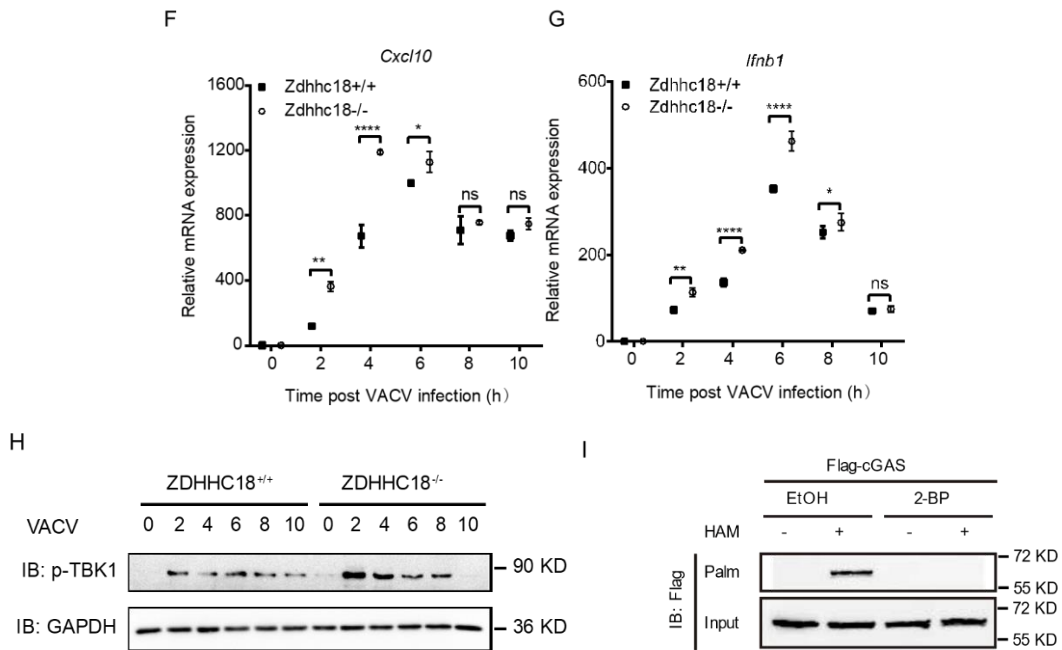 F
Cxcl10
Relative mRNA expression
1600
1200
800
400
0
Zdhhc18+/+
Zdhhc18-/-
**
****
*
ns
ns
0 2 4 6 8 10
Time post VACV infection (h)
G
Ifnb1
Relative mRNA expression
600
400
200
0
Zdhhc18+/+
Zdhhc18-/-
**
****
****
*
ns
0 2 4 6 8 10
Time post VACV infection (h)
H
ZDHHC18+/+ ZDHHC18-/-
VACV 0 2 4 6 8 10 0 2 4 6 8 10
IB: p-TBK1 90 KD
IB: GAPDH 36 KD
I
Flag-cGAS
EtOH 2-BP
HAM - + - +
IB: Flag
Palm 72 KD
55 KD
Input 72 KD
55 KD